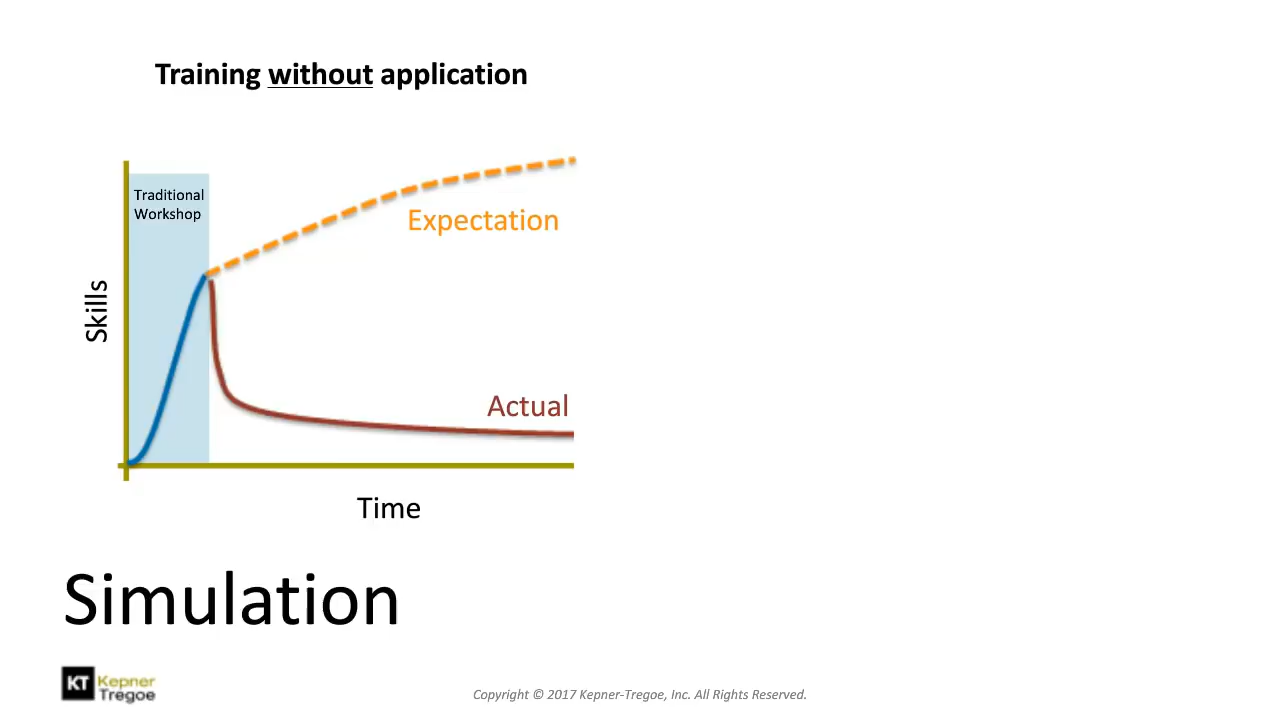 Training without application
Traditional
Workshop
Expectation
Skills
Actual
Time
Simulation
KT Kepner
Tregoe
Copyright © 2017 Kepner-Tregoe, Inc. All Rights Reserved.